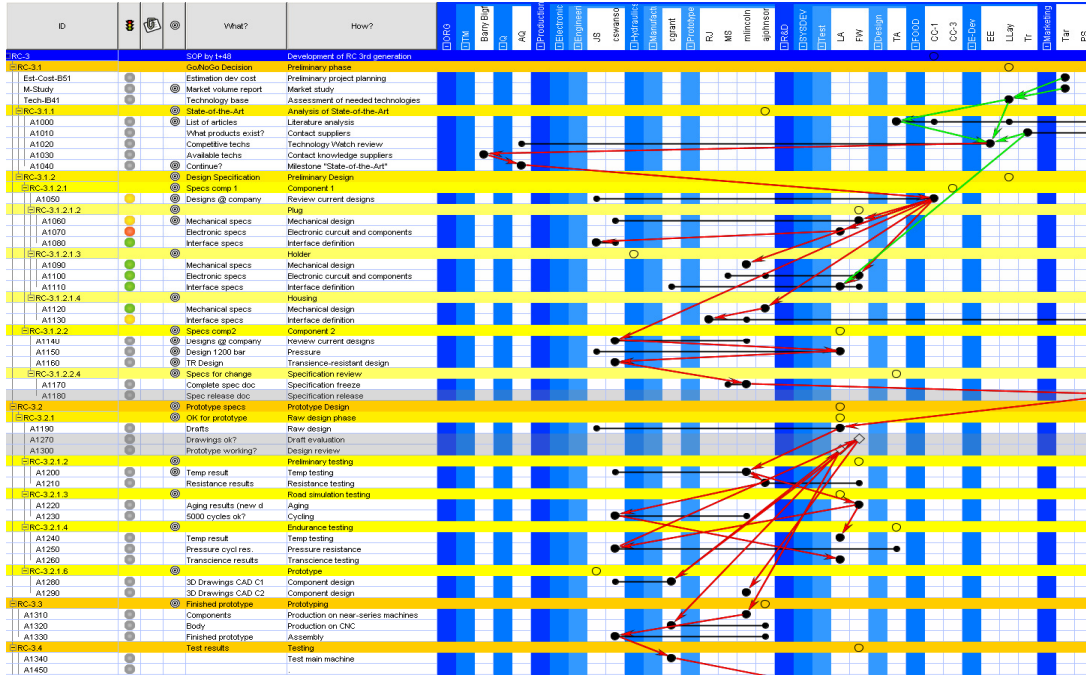 ID What? How? ORG TM Barry Bligh Q AQ Production Electronic Engineer JS cswanso Hydraulics Manufact cgrant Prototype RJ MS mlincoln ajohnson R&D SYSDEV Test LA FW Design TA FOOD CC-1 CC-3 E-Dev EE LLay Tr Marketing Tar PS
RC-3 SOP by t+48 Development of RC 3rd generation
RC-3.1 Go/NoGo Decision Preliminary phase
Est-Cost-B51 Estimation dev cost Preliminary project planning
M-Study Market volume report Market study
Tech-IB41 Technology base Assessment of needed technologies
RC-3.1.1 State-of-the-Art Analysis of State-of-the-Art
A1000 List of articles Literature analysis
A1010 What products exist? Contact suppliers
A1020 Competitive techs Technology Watch review
A1030 Available techs Contact knowledge suppliers
A1040 Continue? Milestone "State-of-the-Art"
RC-3.1.2 Design Specification Preliminary Design
RC-3.1.2.1 Specs comp 1 Component 1
A1050 Designs @ company Review current designs
RC-3.1.2.1.2 Plug
A1060 Mechanical specs Mechanical design
A1070 Electronic specs Electronic curcuit and components
A1080 Interface specs Interface definition
RC-3.1.2.1.3 Holder
A1090 Mechanical specs Mechanical design
A1100 Electronic specs Electronic curcuit and components
A1110 Interface specs Interface definition
RC-3.1.2.1.4 Housing
A1120 Mechanical specs Mechanical design
A1130 Interface specs Interface definition
RC-3.1.2.2 Specs comp2 Component 2
A1140 Designs @ company Review current designs
A1150 Design 1200 bar Pressure
A1160 TR Design Transience-resistant design
RC-3.1.2.2.4 Specs for change Specification review
A1170 Complete spec doc Specification freeze
A1180 Spec release doc Specification release
RC-3.2 Prototype specs Prototype Design
RC-3.2.1 OK for prototype Raw design phase
A1190 Drafts Raw design
A1270 Drawings ok? Draft evaluation
A1300 Prototype working? Design review
RC-3.2.1.2 Preliminary testing
A1200 Temp result Temp testing
A1210 Resistance results Resistance testing
RC-3.2.1.3 Road simulation testing
A1220 Aging results (new d Aging
A1230 5000 cycles ok? Cycling
RC-3.2.1.4 Endurance testing
A1240 Temp result Temp testing
A1250 Pressure cycl res. Pressure resistance
A1260 Transcience results Transcience testing
RC-3.2.1.6 Prototype
A1280 3D Drawings CAD C1 Component design
A1290 3D Drawings CAD C2 Component design
RC-3.3 Finished prototype Prototyping
A1310 Components Production on near-series machines
A1320 Body Production on CNC
A1330 Finished prototype Assembly
RC-3.4 Test results Testing
A1340 Test main machine
A1450